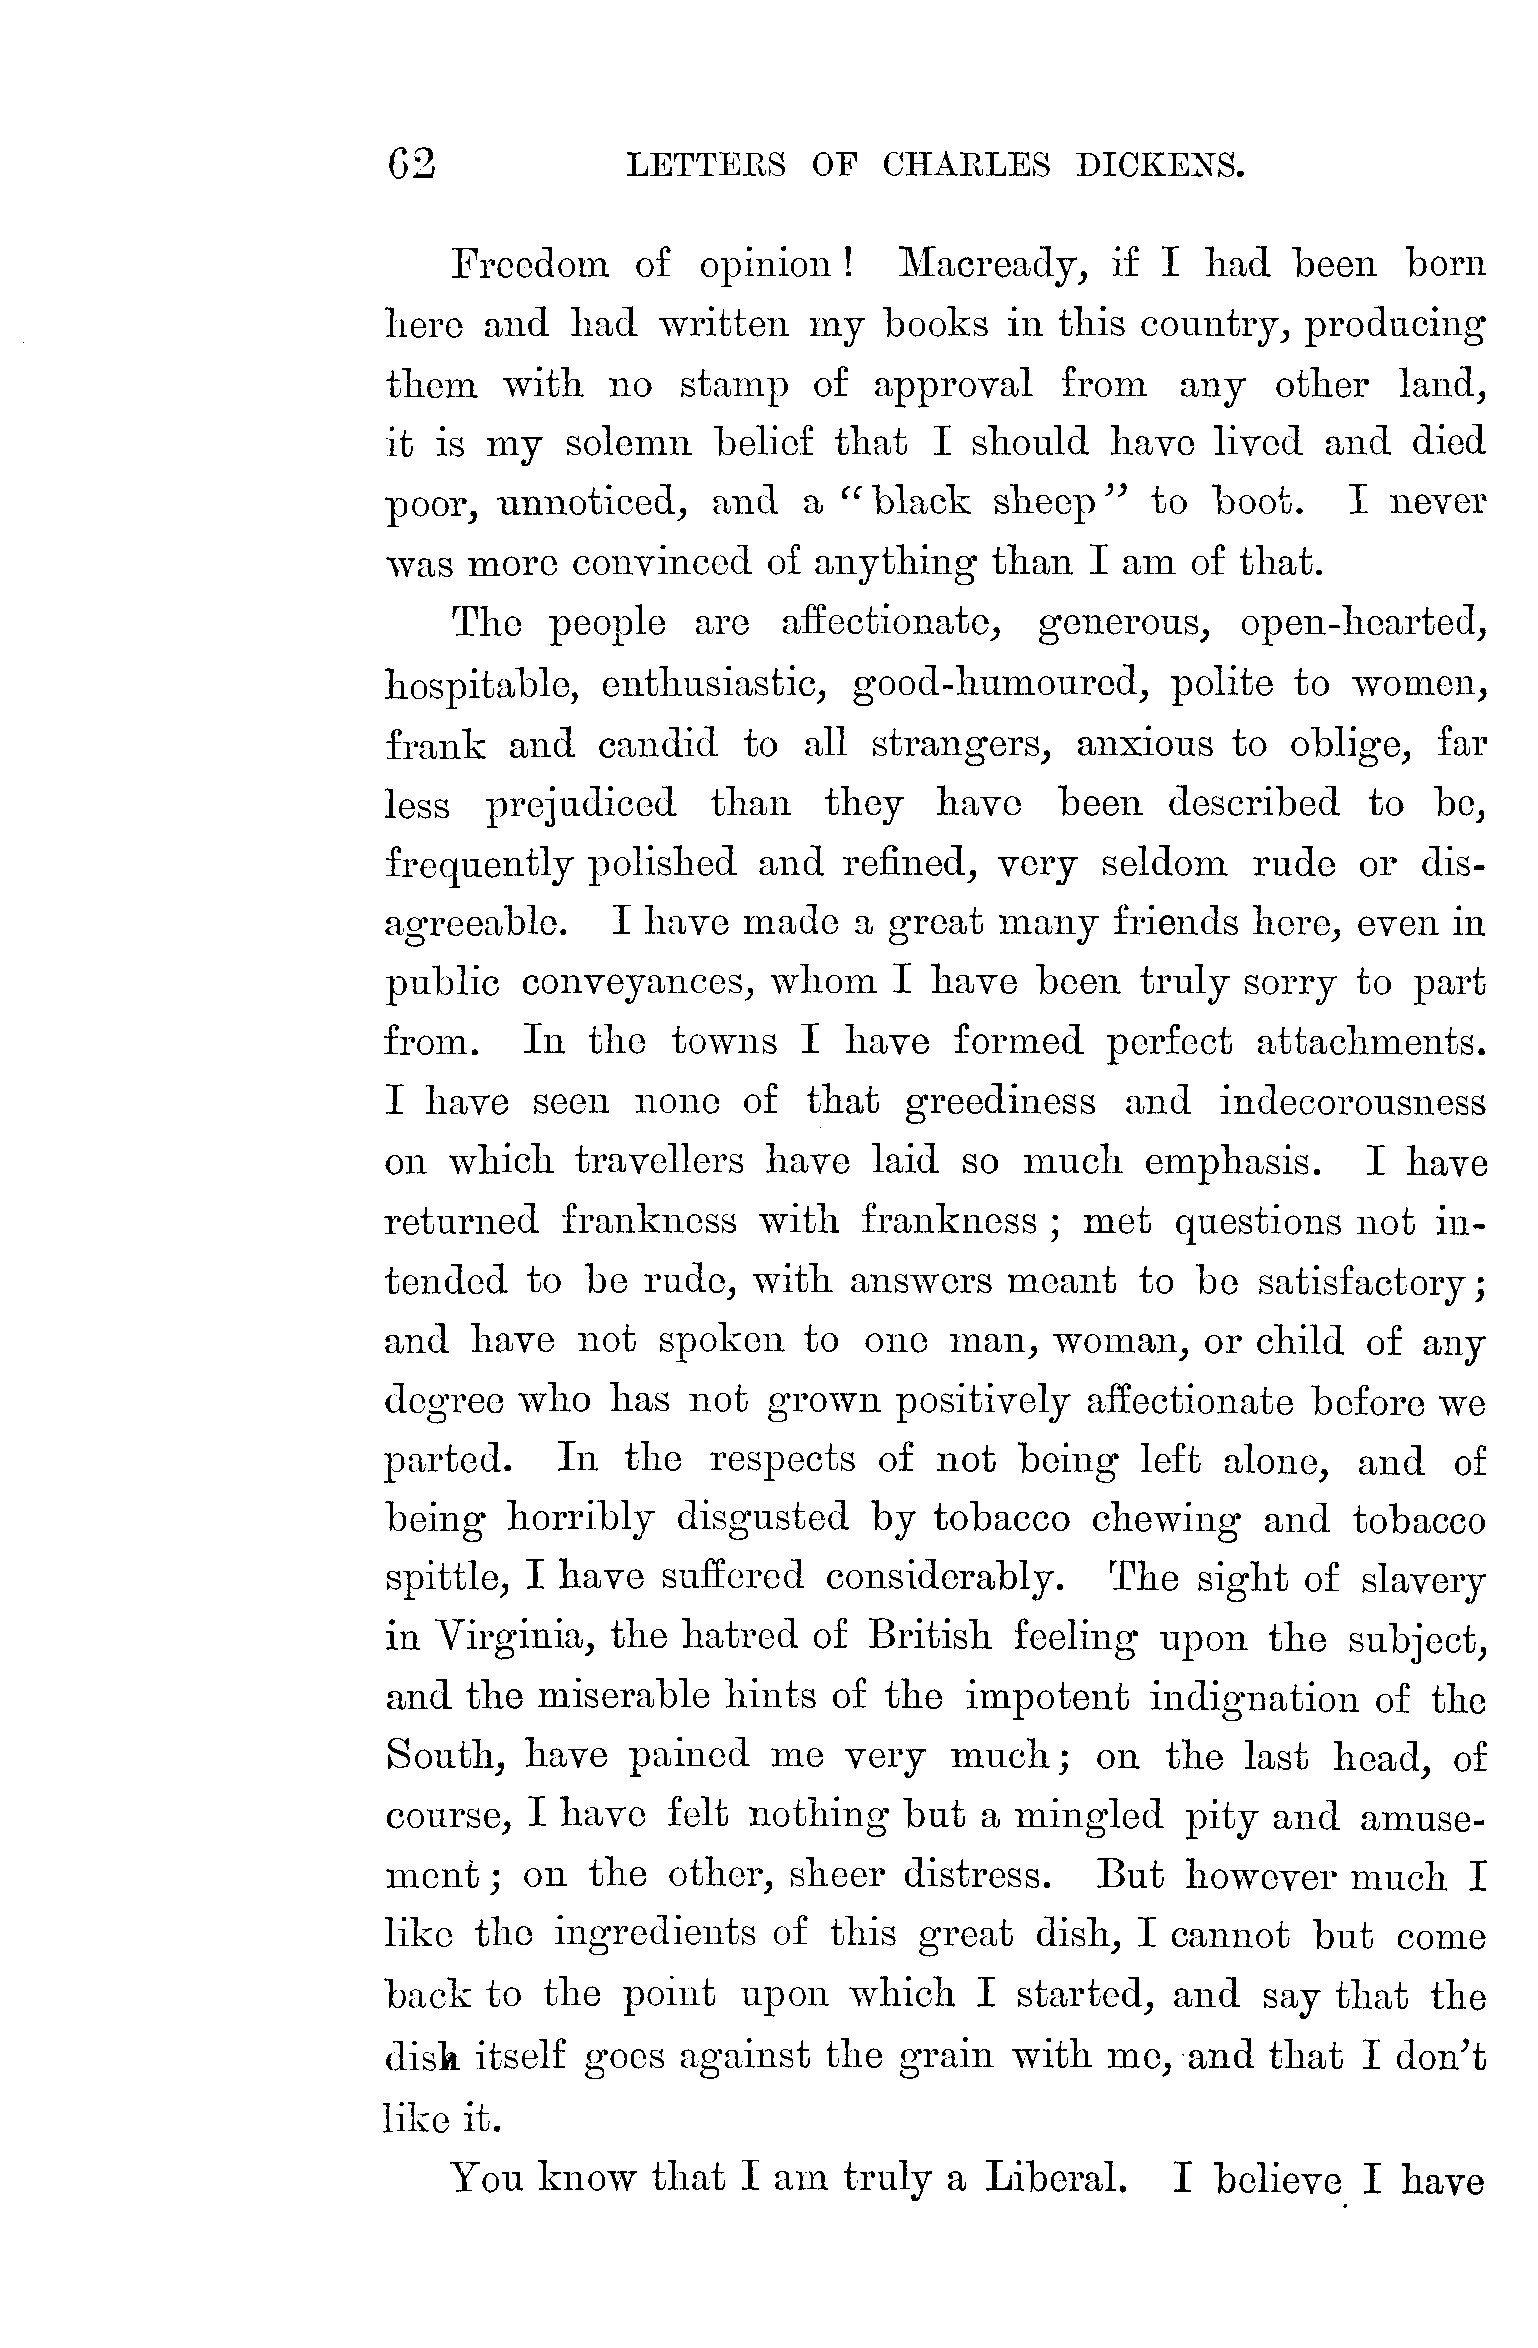 62 LETTERS OF CHARLES DICKENS.
Freedom of opinion! Macready, if I had been born
here and had written my books in this country, producing
them with no stamp of approval from any other land,
it is my solemn belief that I should have lived and died
poor, unnoticed, and a “black sheep” to boot. I never
was more convinced of anything than I am of that.
The people are affectionate, generous, open-hearted,
hospitable, enthusiastic, good-humoured, polite to women,
frank and candid to all strangers, anxious to oblige, far
less prejudiced than they have been described to be,
frequently polished and refined, very seldom rude or dis-
agreeable. I have made a great many friends here, even in
public conveyances, whom I have been truly sorry to part
from. In the towns I have formed perfect attachments.
I have seen none of that greediness and indecorousness
on which travellers have laid so much emphasis. I have
returned frankness with frankness; met questions not in-
tended to be rude, with answers meant to be satisfactory;
and have not spoken to one man, woman, or child of any
degree who has not grown positively affectionate before we
parted. In the respects of not being left alone, and of
being horribly disgusted by tobacco chewing and tobacco
spittle, I have suffered considerably. The sight of slavery
in Virginia, the hatred of British feeling upon the subject,
and the miserable hints of the impotent indignation of the
South, have pained me very much; on the last head, of
course, I have felt nothing but a mingled pity and amuse-
ment; on the other, sheer distress. But however much I
like the ingredients of this great dish, I cannot but come
back to the point upon which I started, and say that the
dish itself goes against the grain with me, and that I don’t
like it.
You know that I am truly a Liberal. I believe I have